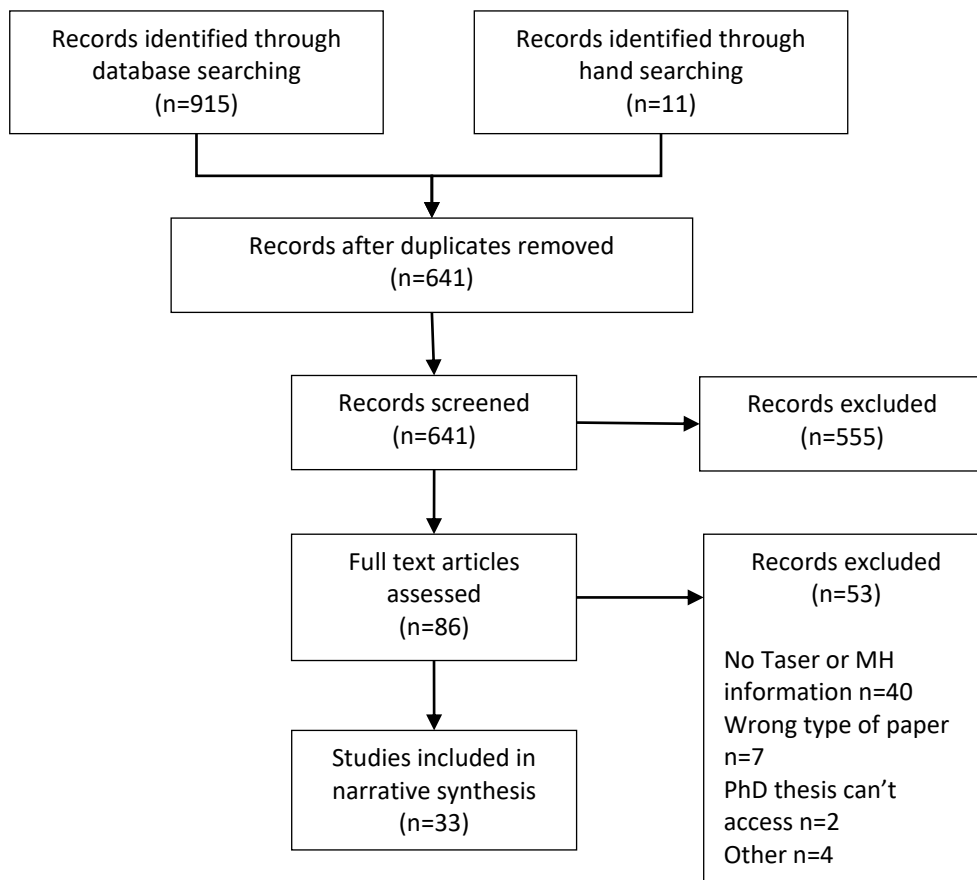 Records identified through
database searching
(n=915)
Records identified through
hand searching
(n=11)
Records after duplicates removed
(n=641)
Records screened
(n=641)
Records excluded
(n=555)
Full text articles
assessed
(n=86)
Records excluded
(n=53)
No Taser or MH
information n=40
Wrong type of paper
n=7
PhD thesis can’t
access n=2
Other n=4
Studies included in
narrative synthesis
(n=33)